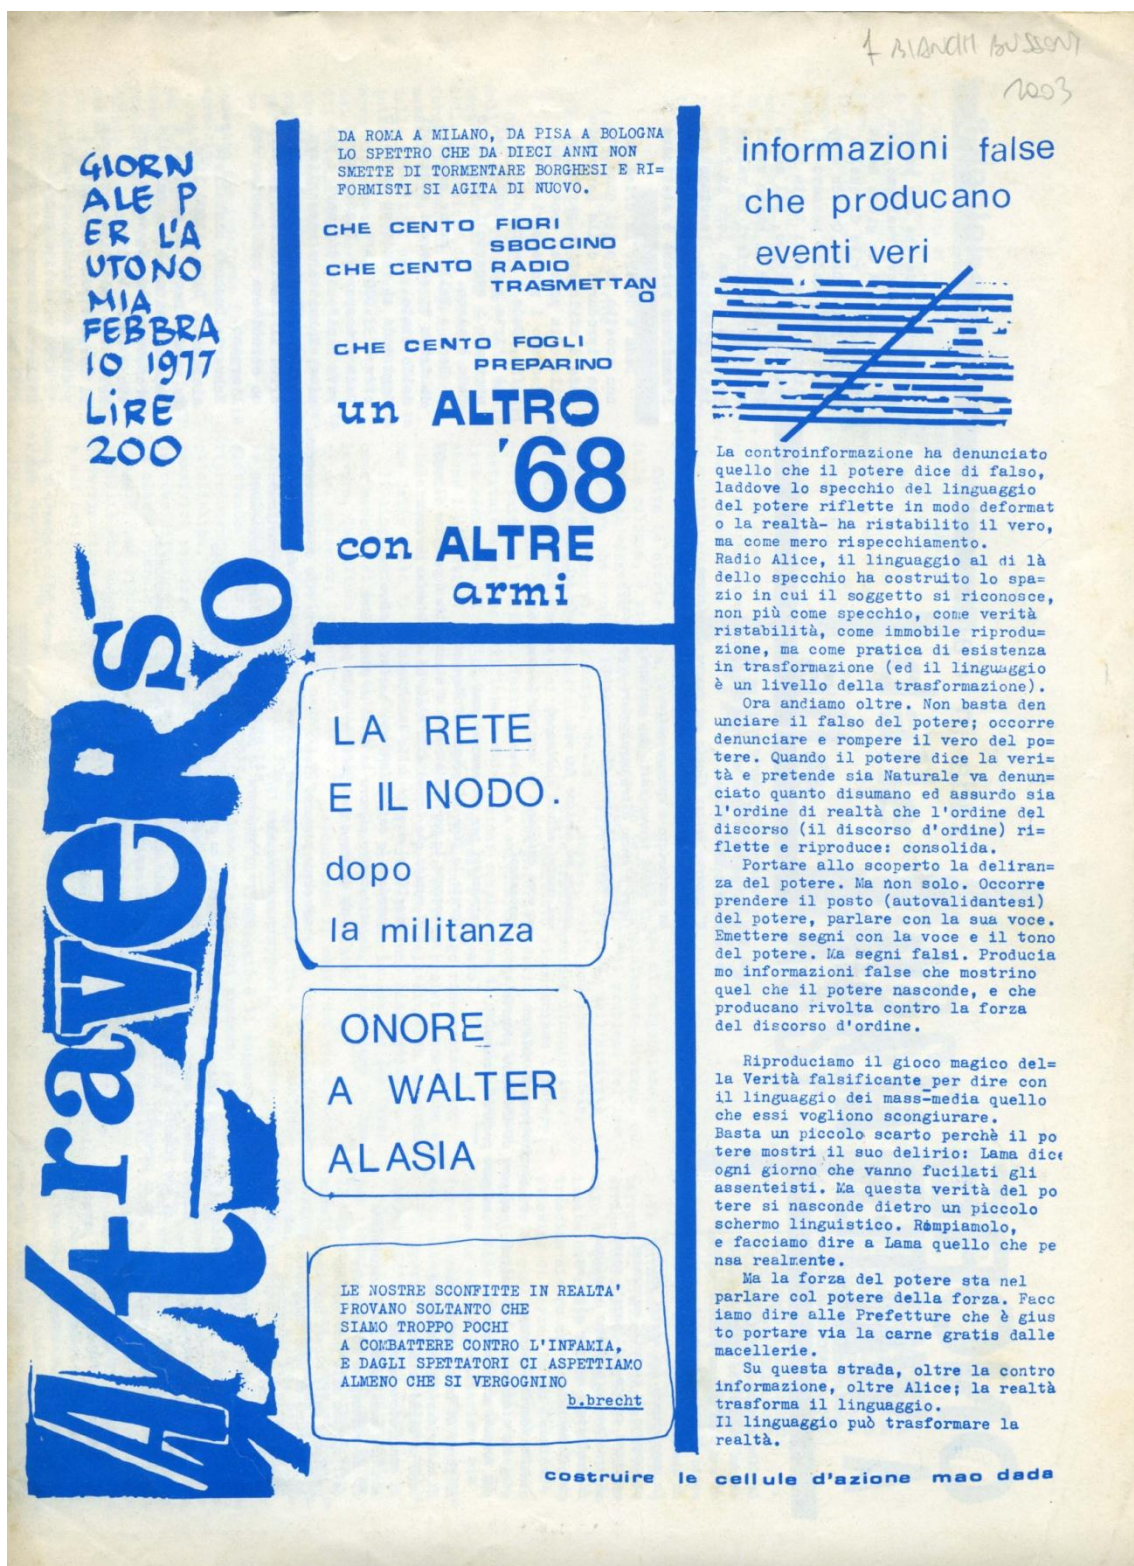 BIANCHI
2003
GIORN
ALE P
ER L'A
UTONO
MIA
FEBBRA
IO 1977
LIRE
200
A/traveRso
DA ROMA A MILANO, DA PISA A BOLOGNA
LO SPETTRO CHE DA DIECI ANNI NON
SMETTE DI TORMENTARE BORGHESI E RI=
FORMISTI SI AGITA DI NUOVO.
CHE CENTO FIORI
SBOCCINO
CHE CENTO RADIO
TRASMETTAN
O
CHE CENTO FOGLI
PREPARINO
un ALTRO
'68
con ALTRE
armi
LA RETE
E IL NODO.
dopo
la militanza
ONORE
A WALTER
ALASIA
LE NOSTRE SCONFITTE IN REALTA'
PROVANO SOLTANTO CHE
SIAMO TROPPO POCHI
A COMBATTERE CONTRO L'INFAMIA,
E DAGLI SPETTATORI CI ASPETTIAMO
ALMENO CHE SI VERGOGNINO
b.brecht
informazioni false
che producano
eventi veri
La controinformazione ha denunciato
quello che il potere dice di falso,
laddove lo specchio del linguaggio
del potere riflette in modo deformat
o la realtà- ha ristabilito il vero,
ma come mero rispecchiamento.
Radio Alice, il linguaggio al di là
dello specchio ha costruito lo spa=
zio in cui il soggetto si riconosce,
non più come specchio, come verità
ristabilità, come immobile riprodu=
zione, ma come pratica di esistenza
in trasformazione (ed il linguaggio
è un livello della trasformazione).
Ora andiamo oltre. Non basta den
unciare il falso del potere; occorre
denunciare e rompere il vero del po=
tere. Quando il potere dice la veri=
tà e pretende sia Naturale va denun=
ciato quanto disumano ed assurdo sia
l'ordine di realtà che l'ordine del
discorso (il discorso d'ordine) ri=
flette e riproduce: consolida.
Portare allo scoperto la deliran=
za del potere. Ma non solo. Occorre
prendere il posto (autovalidantesi)
del potere, parlare con la sua voce.
Emettere segni con la voce e il tono
del potere. Ma segni falsi. Producia
mo informazioni false che mostrino
quel che il potere nasconde, e che
producano rivolta contro la forza
del discorso d'ordine.
Riproduciamo il gioco magico del=
la Verità falsificante per dire con
il linguaggio dei mass-media quello
che essi vogliono scongiurare.
Basta un piccolo scarto perchè il po
tere mostri il suo delirio: Lama dice
ogni giorno che vanno fucilati gli
assenteisti. Ma questa verità del po
tere si nasconde dietro un piccolo
schermo linguistico. Rompiamolo,
e facciamo dire a Lama quello che pe
nsa realmente.
Ma la forza del potere sta nel
parlare col potere della forza. Facc
iamo dire alle Prefetture che è gius
to portare via la carne gratis dalle
macellerie.
Su questa strada, oltre la contro
informazione, oltre Alice; la realtà
trasforma il linguaggio.
Il linguaggio può trasformare la
realtà.
costruire le cellule d'azione mao dada